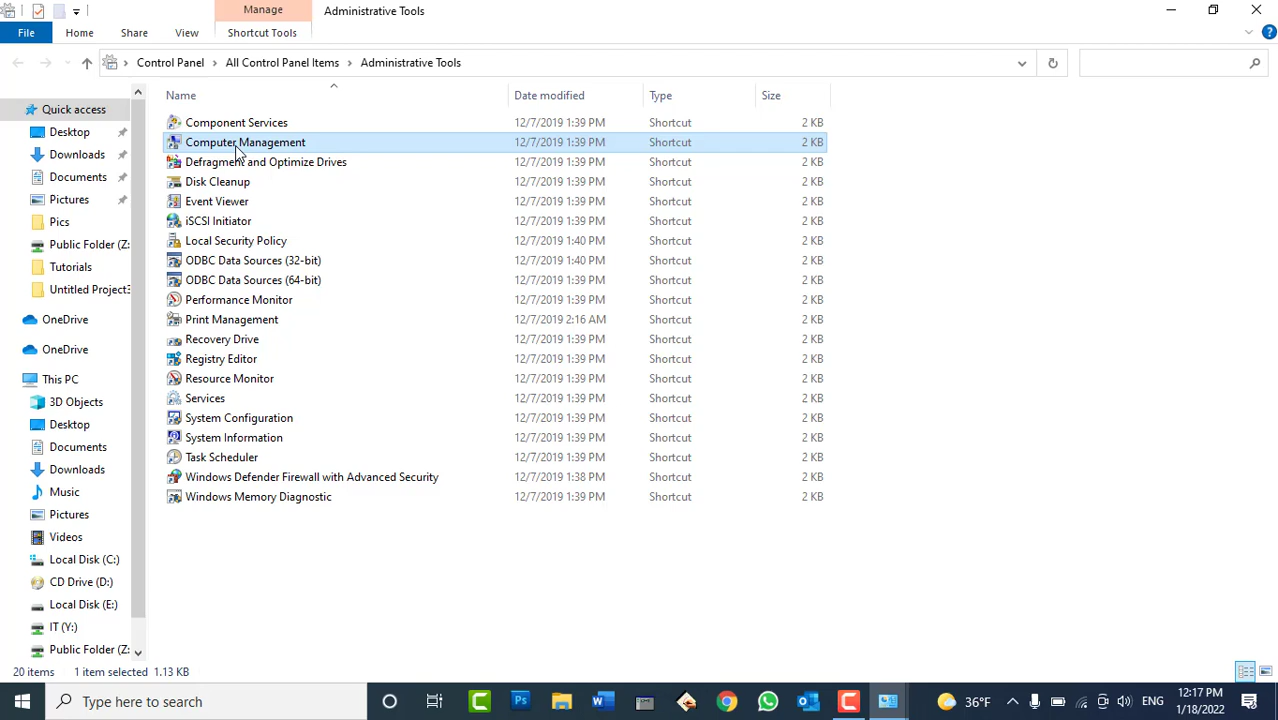 Manage
Administrative Tools
File
Home
Share
View
Shortcut Tools
Control Panel
All Control Panel Items
Administrative Tools
Name
Date modified
Type
Size
Quick access
Desktop
Downloads
Documents
Pictures
Pics
Public Folder (Z:
Tutorials
Untitled Project3
OneDrive
OneDrive
This PC
3D Objects
Desktop
Documents
Downloads
Music
Pictures
Videos
Local Disk (C:)
CD Drive (D:)
Local Disk (E:)
IT (Y:)
Public Folder (Z:
Component Services 12/7/2019 1:39 PM Shortcut 2 KB
Computer Management 12/7/2019 1:39 PM Shortcut 2 KB
Defragment and Optimize Drives 12/7/2019 1:39 PM Shortcut 2 KB
Disk Cleanup 12/7/2019 1:39 PM Shortcut 2 KB
Event Viewer 12/7/2019 1:39 PM Shortcut 2 KB
iSCSI Initiator 12/7/2019 1:39 PM Shortcut 2 KB
Local Security Policy 12/7/2019 1:40 PM Shortcut 2 KB
ODBC Data Sources (32-bit) 12/7/2019 1:40 PM Shortcut 2 KB
ODBC Data Sources (64-bit) 12/7/2019 1:39 PM Shortcut 2 KB
Performance Monitor 12/7/2019 1:39 PM Shortcut 2 KB
Print Management 12/7/2019 2:16 AM Shortcut 2 KB
Recovery Drive 12/7/2019 1:39 PM Shortcut 2 KB
Registry Editor 12/7/2019 1:39 PM Shortcut 2 KB
Resource Monitor 12/7/2019 1:39 PM Shortcut 2 KB
Services 12/7/2019 1:39 PM Shortcut 2 KB
System Configuration 12/7/2019 1:39 PM Shortcut 2 KB
System Information 12/7/2019 1:39 PM Shortcut 2 KB
Task Scheduler 12/7/2019 1:39 PM Shortcut 2 KB
Windows Defender Firewall with Advanced Security 12/7/2019 1:38 PM Shortcut 2 KB
Windows Memory Diagnostic 12/7/2019 1:39 PM Shortcut 2 KB
20 items 1 item selected 1.13 KB
Type here to search
Ps
W
36°F
ENG
12:17 PM
1/18/2022